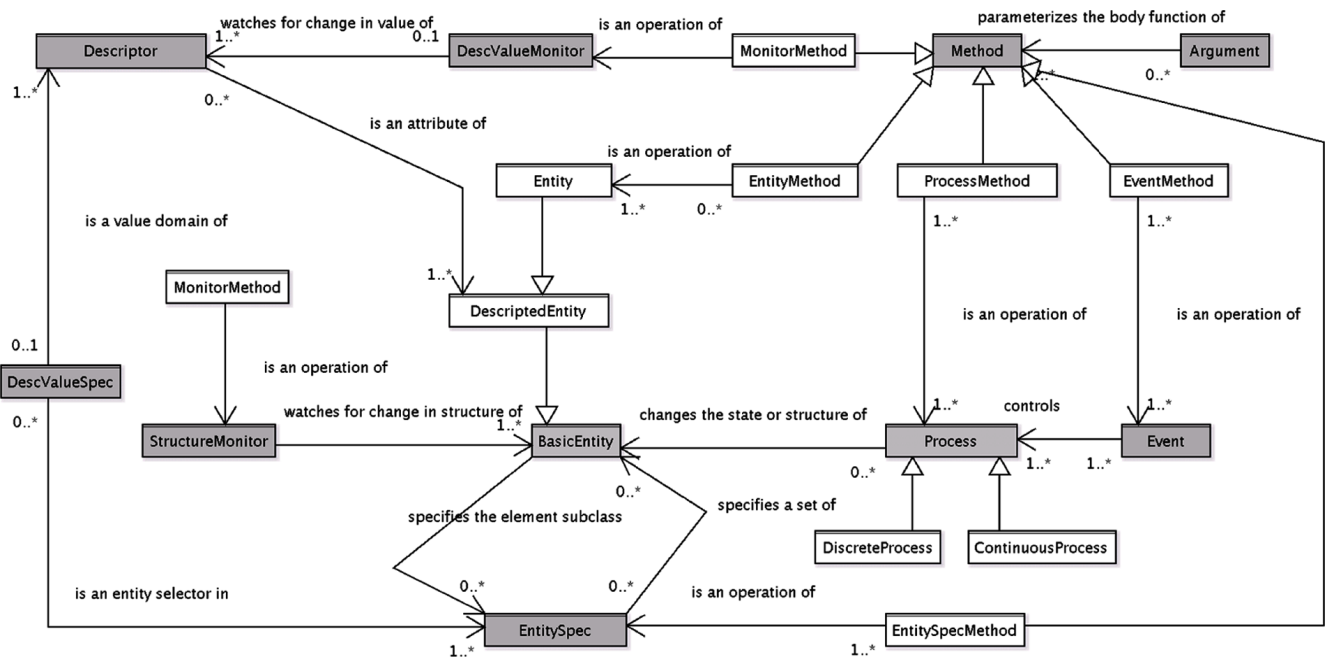 parameterizes the body function of
watches for change in value of
is an operation of
1..*
0..1
Descriptor
DescValueMonitor
MonitorMethod
Method
Argument
1..*
0..*
0..*
is an attribute of
is an operation of
Entity
EntityMethod
ProcessMethod
EventMethod
1..*
0..*
1..*
1..*
is a value domain of
1..*
MonitorMethod
DescriptedEntity
is an operation of
is an operation of
0..1
is an operation of
DescValueSpec
0..*
watches for change in structure of
1..*
changes the state or structure of
1..*
controls
1..*
StructureMonitor
BasicEntity
Process
Event
0..*
1..*
1..*
0..*
specifies the element subclass
specifies a set of
DiscreteProcess
ContinuousProcess
is an entity selector in
0..*
0..*
is an operation of
EntitySpec
EntitySpecMethod
1..*
1..*